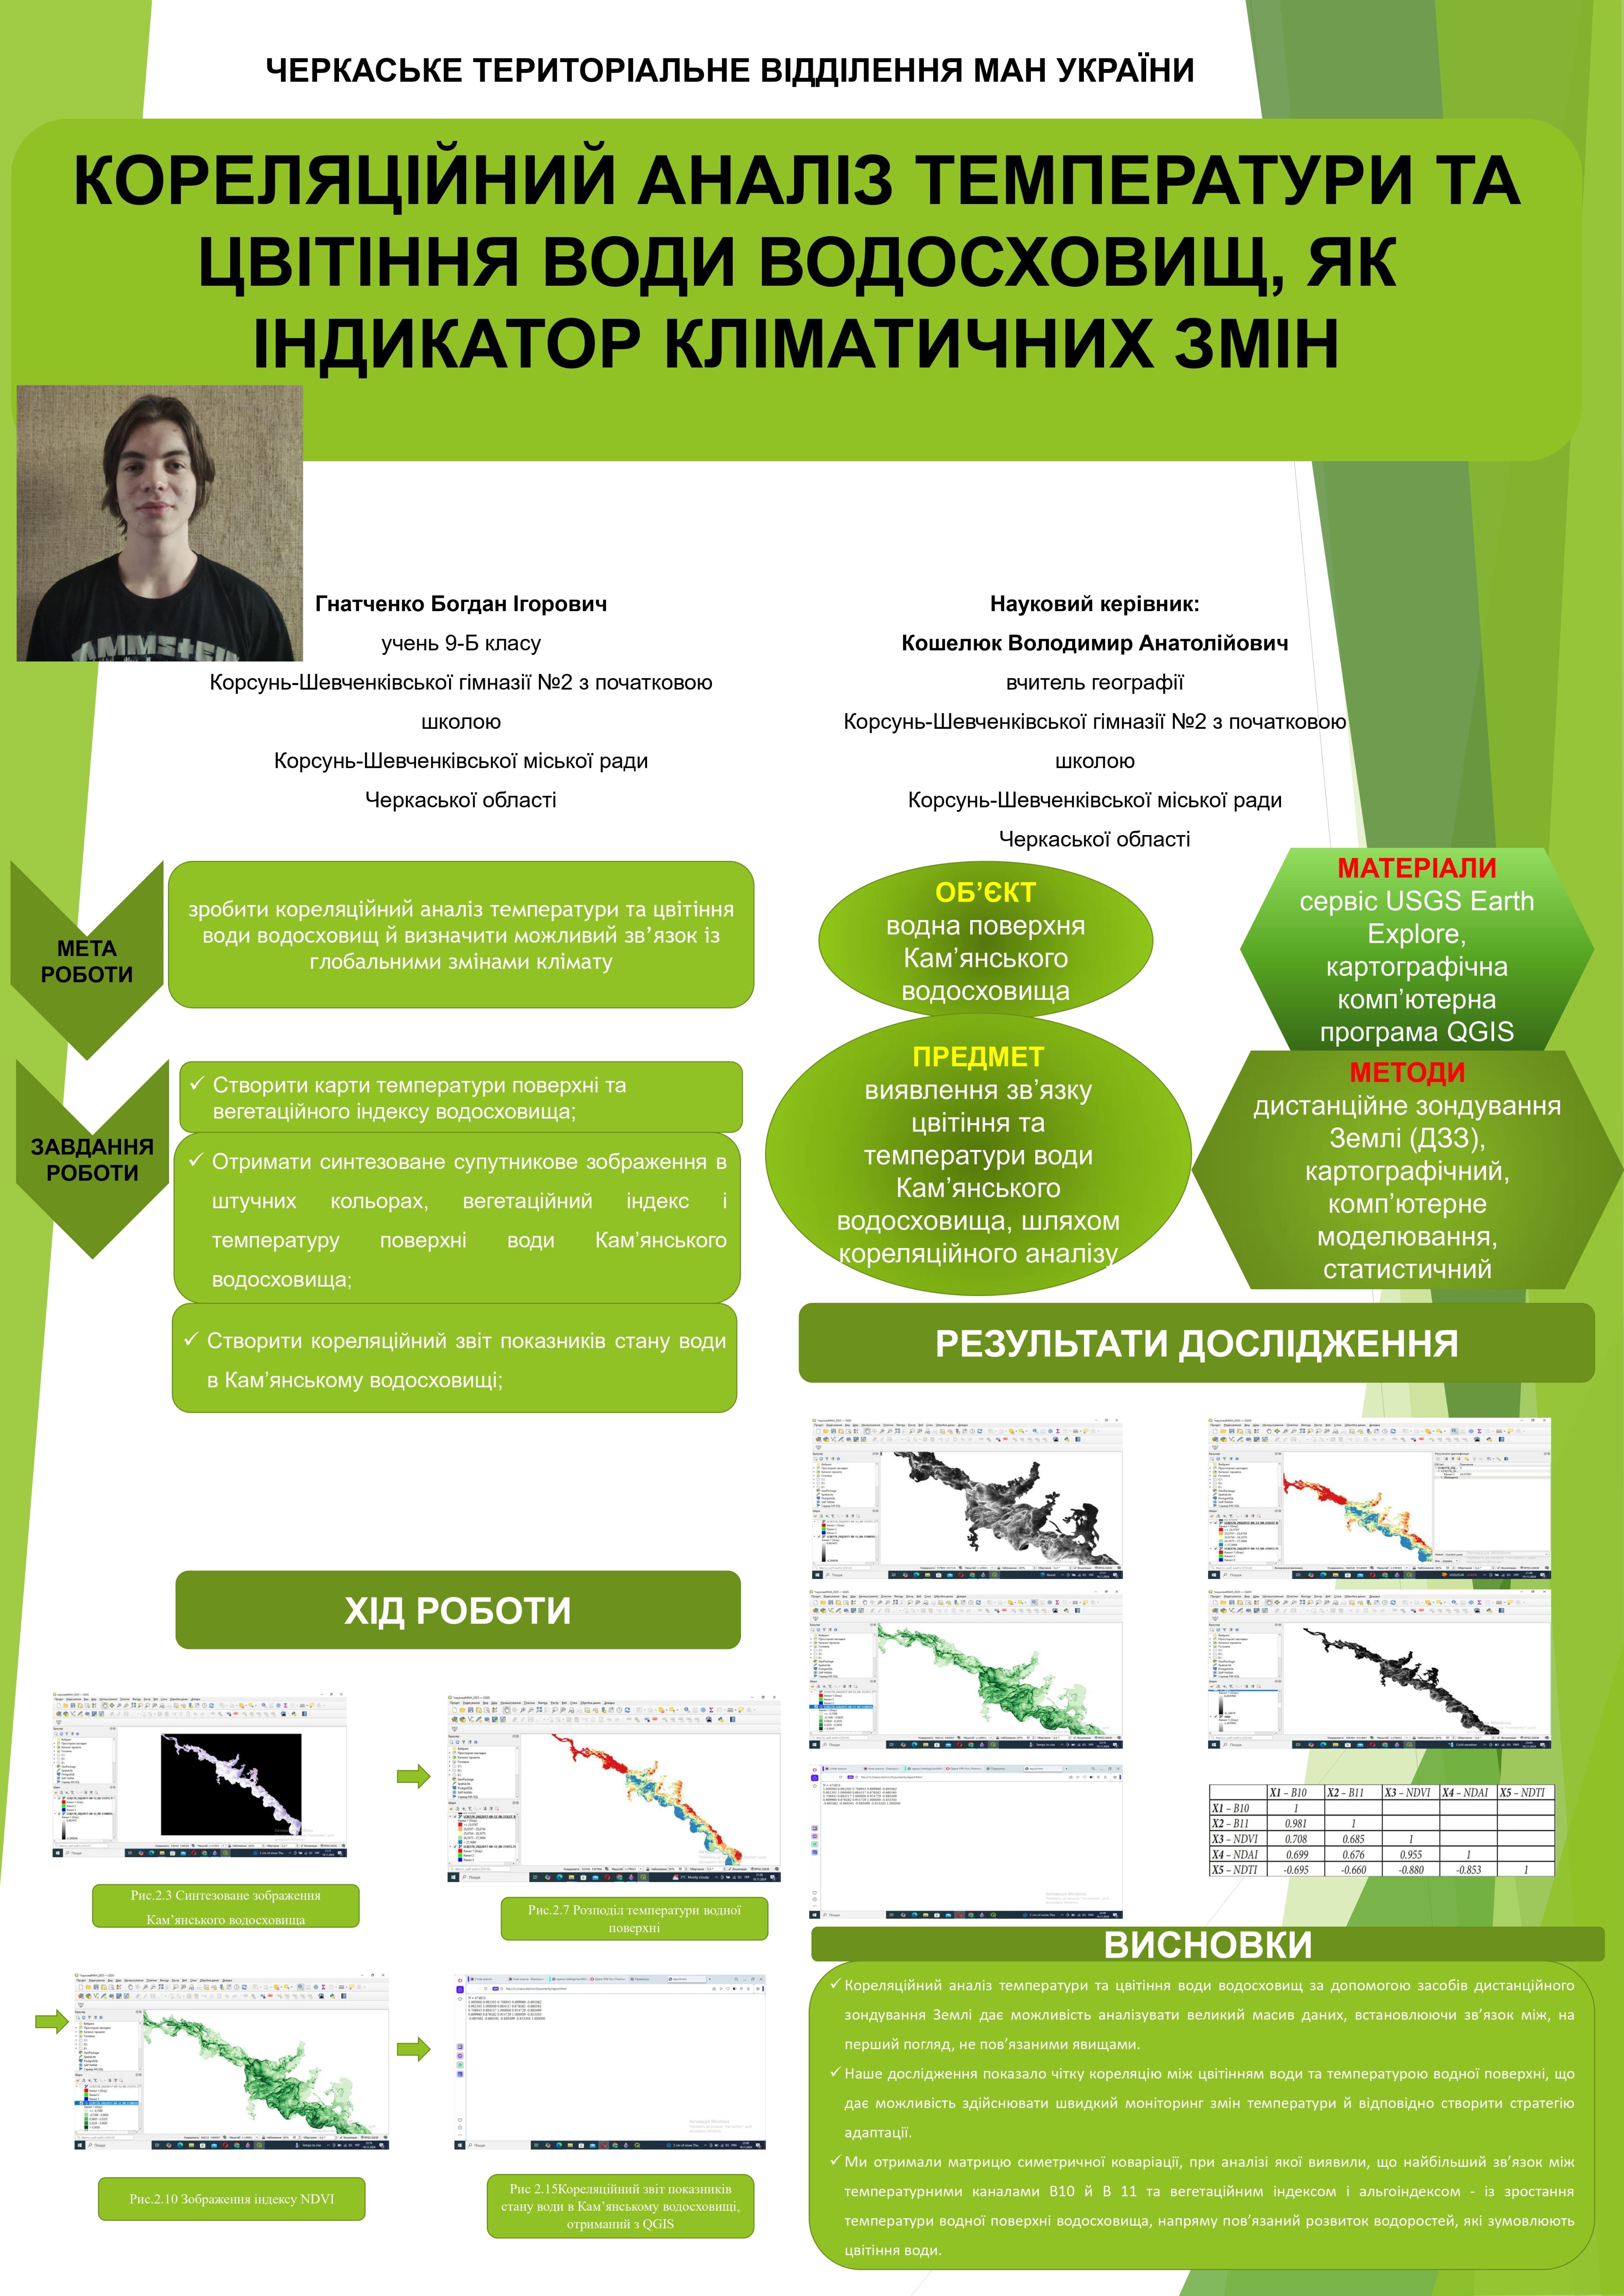 ЧЕРКАСЬКЕ ТЕРИТОРІАЛЬНЕ ВІДДІЛЕННЯ МАН УКРАЇНИ
КОРЕЛЯЦІЙНИЙ АНАЛІЗ ТЕМПЕРАТУРИ ТА
ЦВІТІННЯ ВОДИ ВОДОСХОВИЩ, ЯК
ІНДИКАТОР КЛІМАТИЧНИХ ЗМІН
Гнатченко Богдан Ігорович
учень 9-Б класу
Корсунь-Шевченківської гімназії №2 з початковою
школою
Корсунь-Шевченківської міської ради
Черкаської області
Науковий керівник:
Кошелюк Володимир Анатолійович
вчитель географії
Корсунь-Шевченківської гімназії №2 з початковою
школою
Корсунь-Шевченківської міської ради
Черкаської області
МЕТА
РОБОТИ
зробити кореляційний аналіз температури та цвітіння
води водосховищ й визначити можливий зв’язок із
глобальними змінами клімату
ЗАВДАННЯ
РОБОТИ
✓ Створити карти температури поверхні та
вегетаційного індексу водосховища;
✓ Отримати синтезоване супутникове зображення в
штучних кольорах, вегетаційний індекс і
температуру поверхні води Кам’янського
водосховища;
✓ Створити кореляційний звіт показників стану води
в Кам’янському водосховищі;
ОБ’ЄКТ
водна поверхня
Кам’янського
водосховища
ПРЕДМЕТ
виявлення зв’язку
цвітіння та
температури води
Кам’янського
водосховища, шляхом
кореляційного аналізу
МАТЕРІАЛИ
сервіс USGS Earth
Explore,
картографічна
комп’ютерна
програма QGIS
МЕТОДИ
дистанційне зондування
Землі (ДЗЗ),
картографічний,
комп’ютерне
моделювання,
статистичний
ХІД РОБОТИ
Рис.2.3 Синтезоване зображення
Кам’янського водосховища
Рис.2.7 Розподіл температури водної
поверхні
Рис.2.10 Зображення індексу NDVI
Рис 2.15Кореляційний звіт показників
стану води в Кам’янському водосховищі,
отриманий з QGIS
РЕЗУЛЬТАТИ ДОСЛІДЖЕННЯ
X1 – B10 X2 – B11 X3 – NDVI X4 – NDAI X5 – NDTI
X1 – B10 1
X2 – B11 0.981 1
X3 – NDVI 0.708 0.685 1
X4 – NDAI 0.699 0.676 0.955 1
X5 – NDTI -0.695 -0.660 -0.880 -0.853 1
ВИСНОВКИ
✓ Кореляційний аналіз температури та цвітіння води водосховищ за допомогою засобів дистанційного
зондування Землі дає можливість аналізувати великий масив даних, встановлюючи зв’язок між, на
перший погляд, не пов’язаними явищами.
✓ Наше дослідження показало чітку кореляцію між цвітінням води та температурою водної поверхні, що
дає можливість здійснювати швидкий моніторинг змін температури й відповідно створити стратегію
адаптації.
✓ Ми отримали матрицю симетричної коваріації, при аналізі якої виявили, що найбільший зв’язок між
температурними каналами В10 й В 11 та вегетаційним індексом і альгоіндексом - із зростання
температури водної поверхні водосховища, напряму пов’язаний розвиток водоростей, які зумовлюють
цвітіння води.